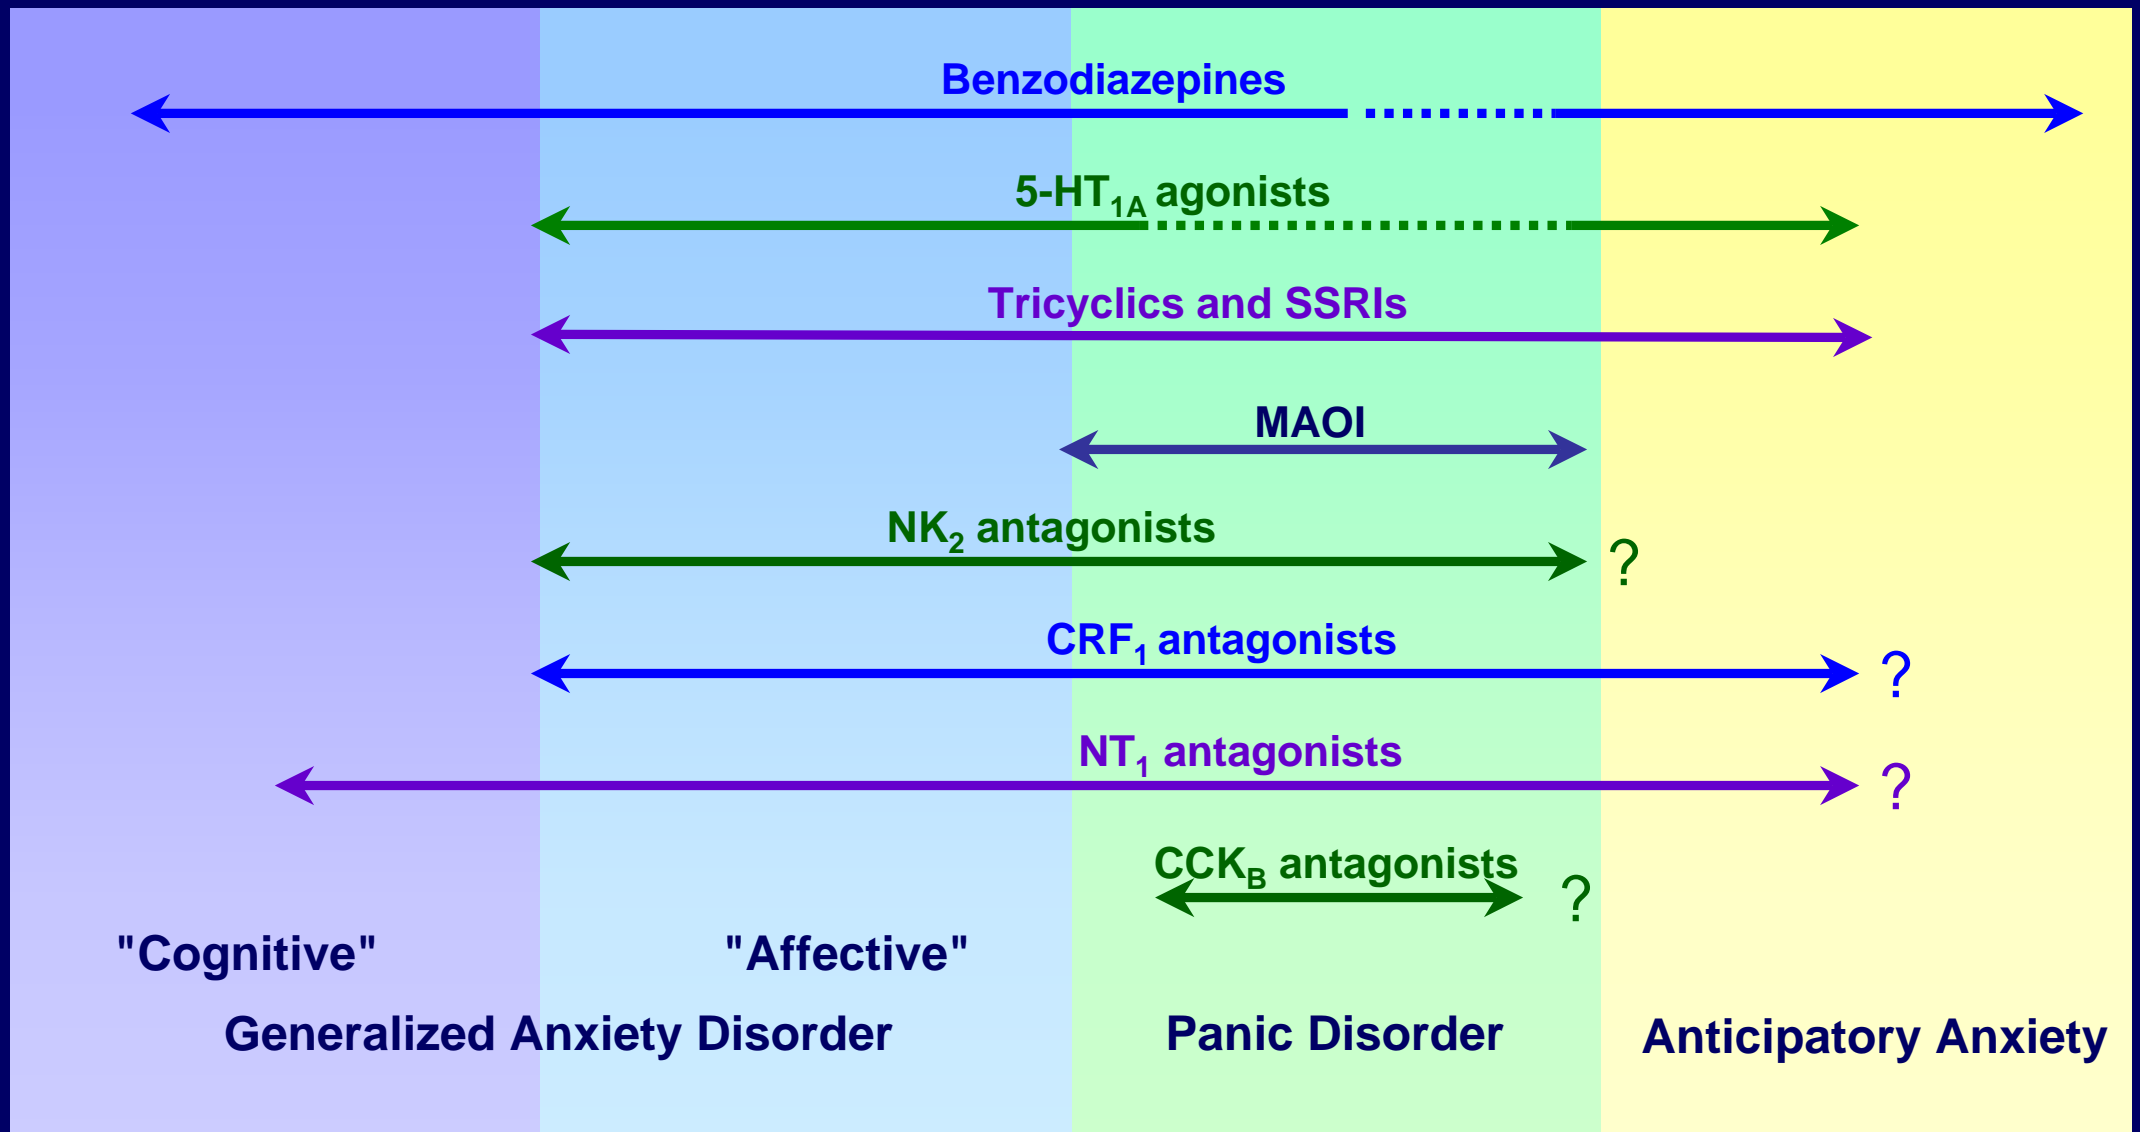 Benzodiazepines
5-HT1A agonists
Tricyclics and SSRIs
MAOI
NK2 antagonists
?
CRF1 antagonists
?
NT1 antagonists
?
CCKB antagonists
?
"Cognitive" "Affective"
Generalized Anxiety Disorder Panic Disorder Anticipatory Anxiety